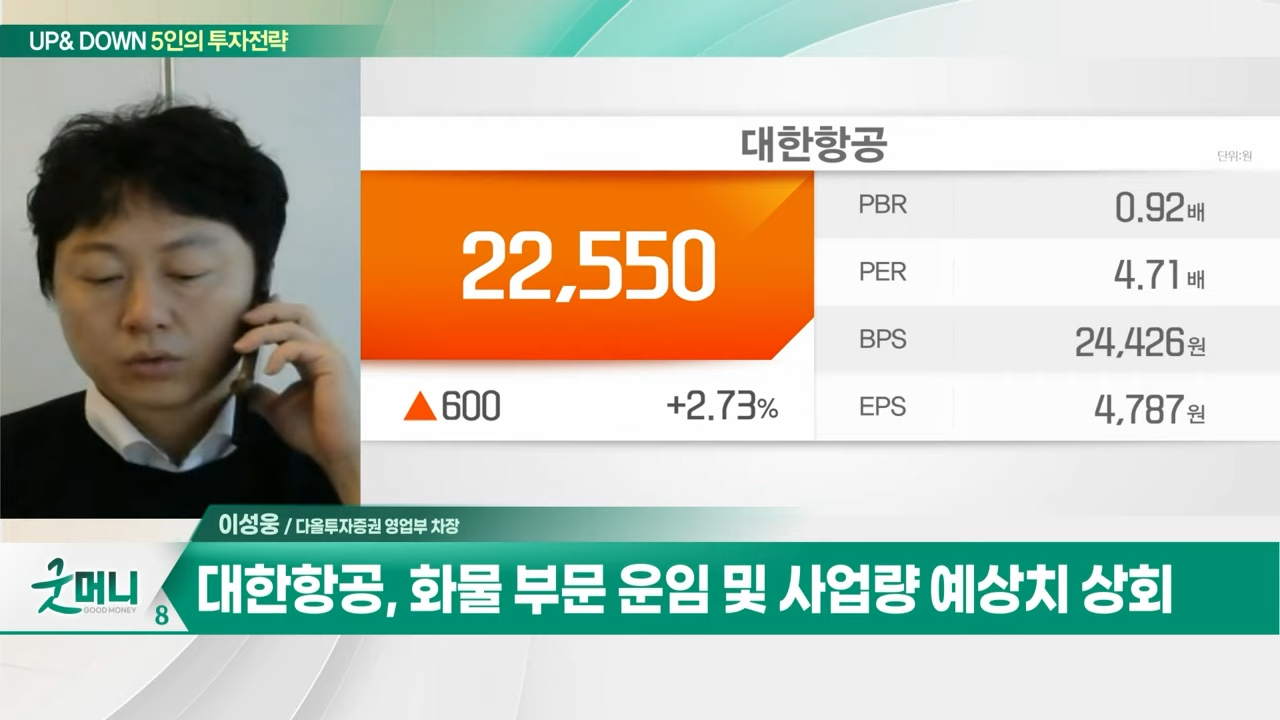 UP& DOWN 5인의 투자전략
대한항공
단위:원
22,550
▲600 +2.73%
PBR 0.92배
PER 4.71배
BPS 24,426원
EPS 4,787원
이성웅 / 다올투자증권 영업부 차장
굿머니
GOOD MONEY
8
대한항공, 화물 부문 운임 및 사업량 예상치 상회